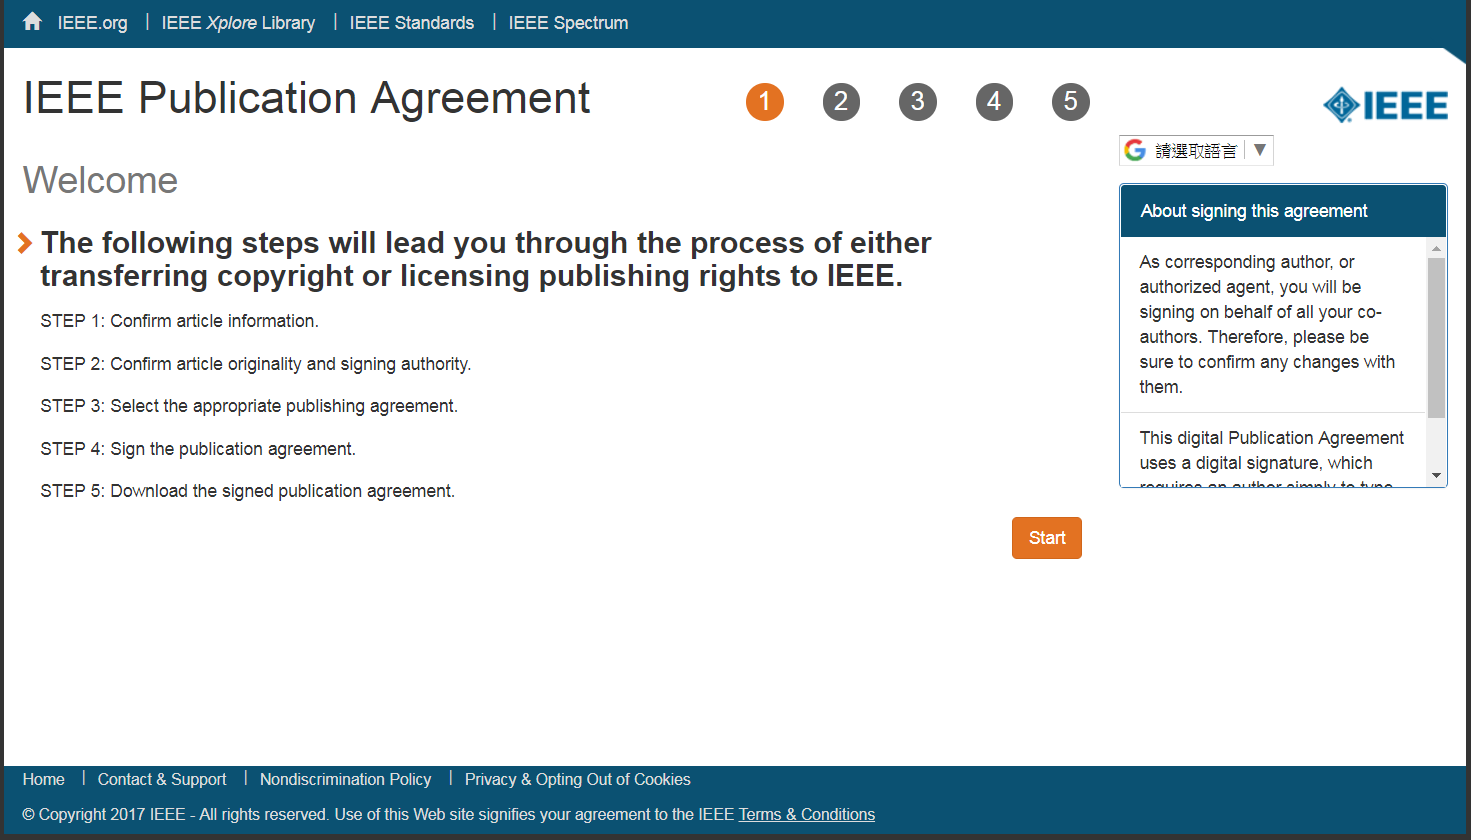 IEEE.org | IEEE Xplore Library | IEEE Standards | IEEE Spectrum
IEEE Publication Agreement
1 2 3 4 5
IEEE
請選取語言 ▼
Welcome
The following steps will lead you through the process of either
transferring copyright or licensing publishing rights to IEEE.
STEP 1: Confirm article information.
STEP 2: Confirm article originality and signing authority.
STEP 3: Select the appropriate publishing agreement.
STEP 4: Sign the publication agreement.
STEP 5: Download the signed publication agreement.
Start
About signing this agreement
As corresponding author, or
authorized agent, you will be
signing on behalf of all your co-
authors. Therefore, please be
sure to confirm any changes with
them.
This digital Publication Agreement
uses a digital signature, which
requires an author simply to type
Home | Contact & Support | Nondiscrimination Policy | Privacy & Opting Out of Cookies
© Copyright 2017 IEEE - All rights reserved. Use of this Web site signifies your agreement to the IEEE Terms & Conditions